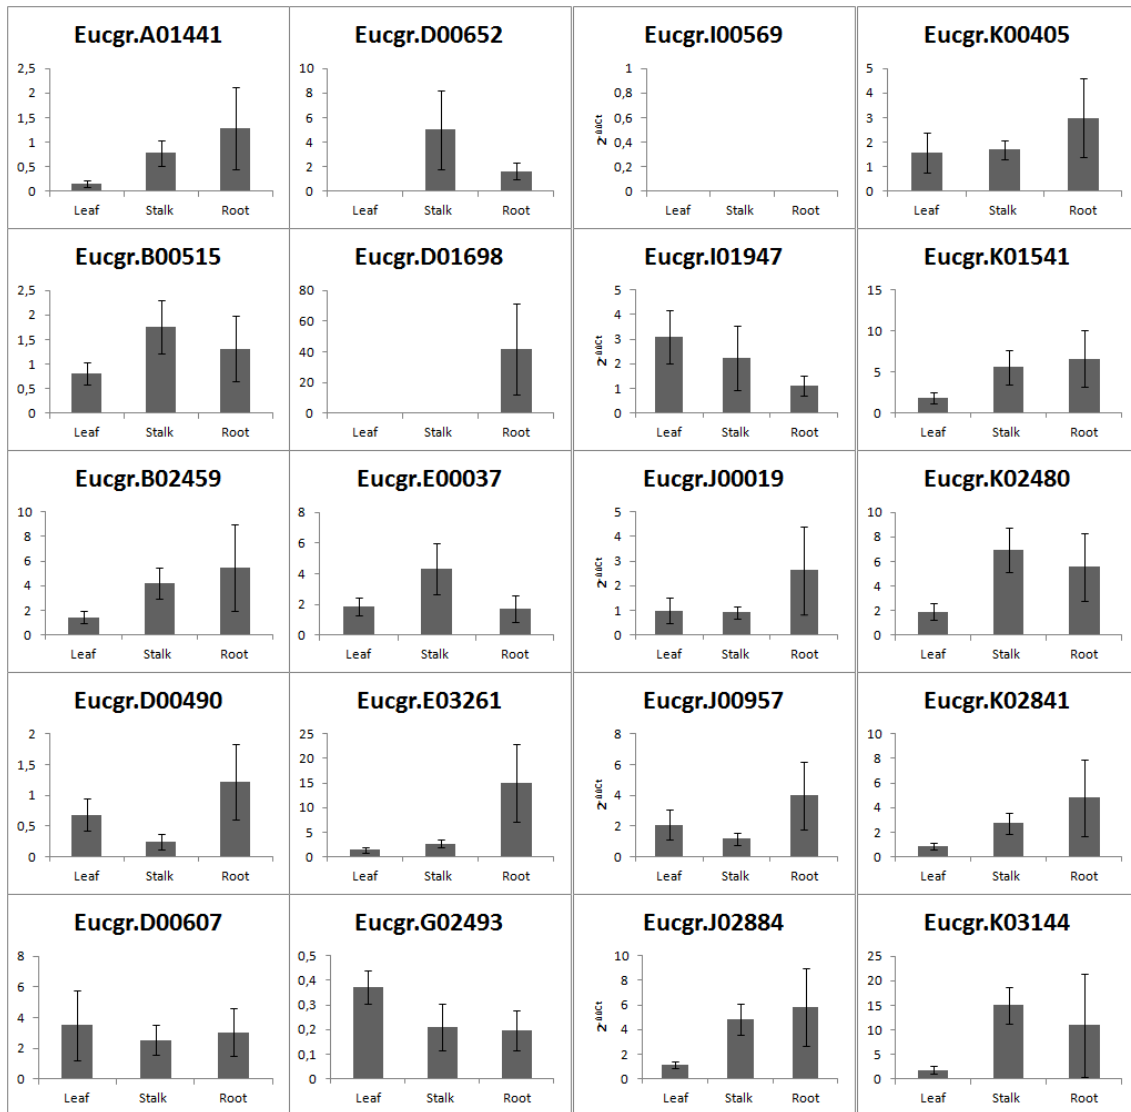 Eucgr.A01441
2,5
2
1,5
1
0,5
0
Leaf Stalk Root
Eucgr.D00652
10
8
6
4
2
0
Leaf Stalk Root
Eucgr.I00569
1
0,8
0,6
0,4
0,2
0
Leaf Stalk Root
Eucgr.K00405
5
4
3
2
1
0
Leaf Stalk Root
Eucgr.B00515
2,5
2
1,5
1
0,5
0
Leaf Stalk Root
Eucgr.D01698
80
60
40
20
0
Leaf Stalk Root
Eucgr.I01947
5
4
3
2
1
0
Leaf Stalk Root
Eucgr.K01541
15
10
5
0
Leaf Stalk Root
Eucgr.B02459
10
8
6
4
2
0
Leaf Stalk Root
Eucgr.E00037
8
6
4
2
0
Leaf Stalk Root
Eucgr.J00019
5
4
3
2
1
0
Leaf Stalk Root
Eucgr.K02480
10
8
6
4
2
0
Leaf Stalk Root
Eucgr.D00490
2
1,5
1
0,5
0
Leaf Stalk Root
Eucgr.E03261
25
20
15
10
5
0
Leaf Stalk Root
Eucgr.J00957
8
6
4
2
0
Leaf Stalk Root
Eucgr.K02841
10
8
6
4
2
0
Leaf Stalk Root
Eucgr.D00607
8
6
4
2
0
Leaf Stalk Root
Eucgr.G02493
0,5
0,4
0,3
0,2
0,1
0
Leaf Stalk Root
Eucgr.J02884
10
8
6
4
2
0
Leaf Stalk Root
Eucgr.K03144
25
20
15
10
5
0
Leaf Stalk Root